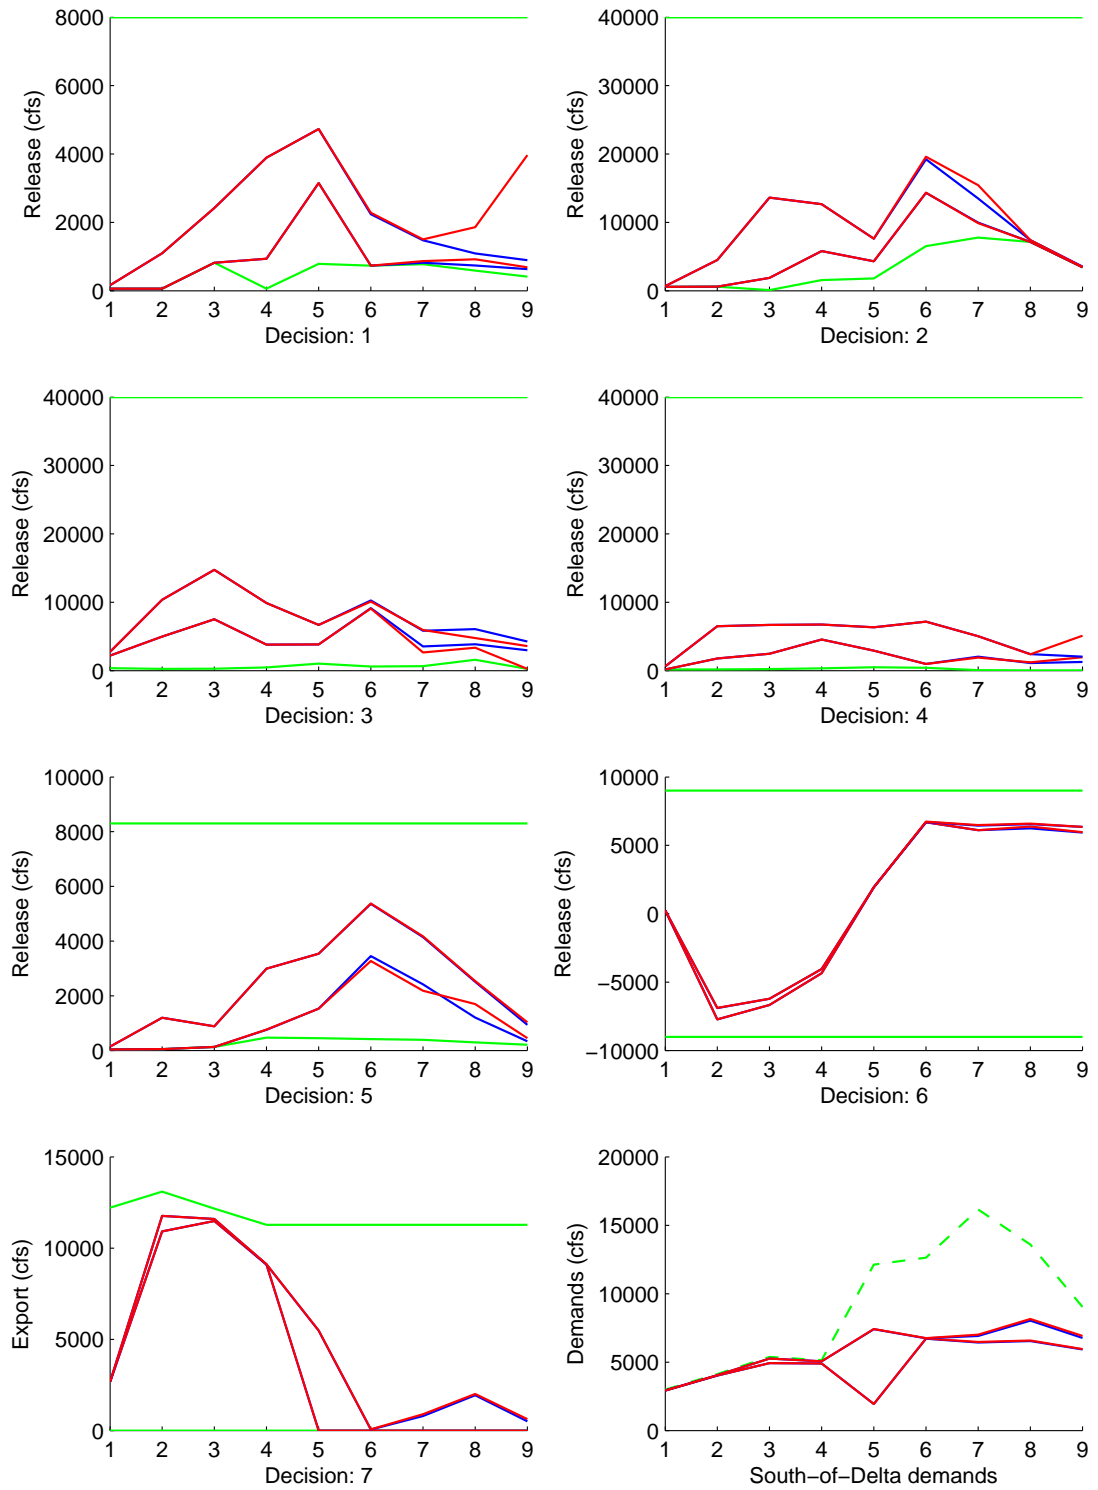 8000
6000
4000
2000
0
Release (cfs)
1 2 3 4 5 6 7 8 9
Decision: 1
40000
30000
20000
10000
0
Release (cfs)
1 2 3 4 5 6 7 8 9
Decision: 2
40000
30000
20000
10000
0
Release (cfs)
1 2 3 4 5 6 7 8 9
Decision: 3
40000
30000
20000
10000
0
Release (cfs)
1 2 3 4 5 6 7 8 9
Decision: 4
10000
8000
6000
4000
2000
0
Release (cfs)
1 2 3 4 5 6 7 8 9
Decision: 5
10000
5000
0
−5000
−10000
Release (cfs)
1 2 3 4 5 6 7 8 9
Decision: 6
15000
10000
5000
0
Export (cfs)
1 2 3 4 5 6 7 8 9
Decision: 7
20000
15000
10000
5000
0
Demands (cfs)
1 2 3 4 5 6 7 8 9
South−of−Delta demands